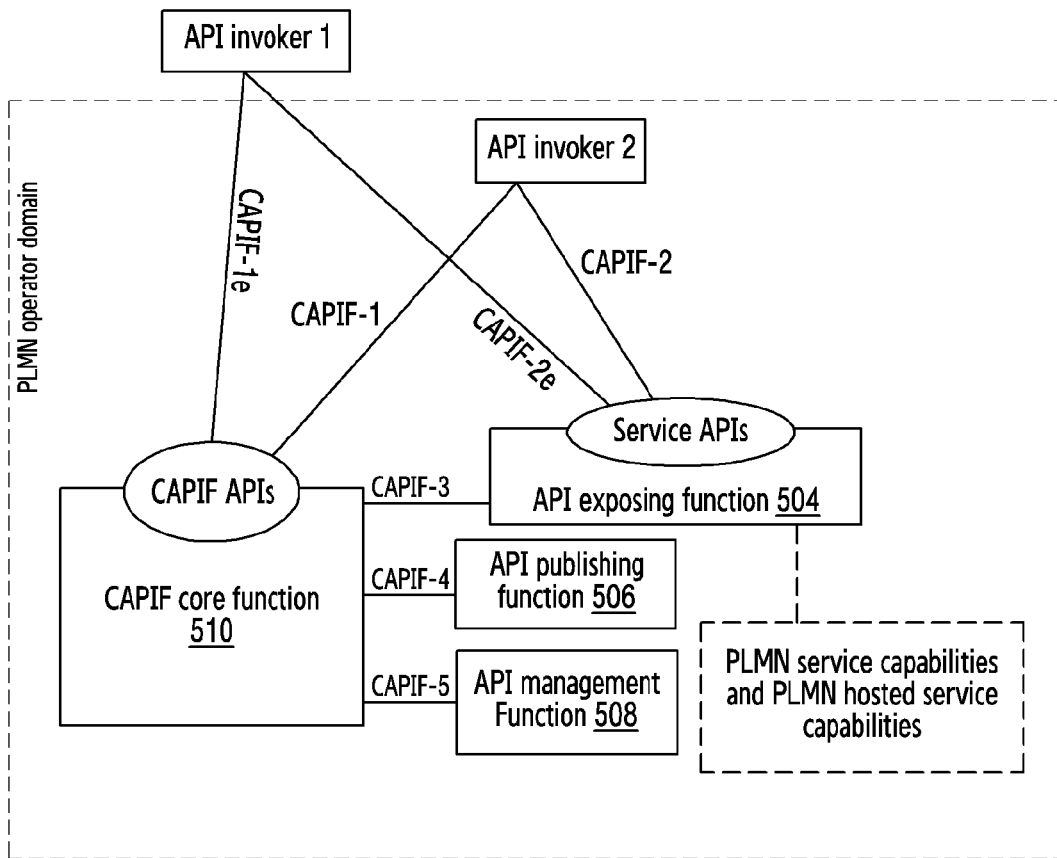 API invoker 1
API invoker 2
PLMN operator domain
CAPIF-1e
CAPIF-1
CAPIF-2
CAPIF-2e
CAPIF APIs
Service APIs
CAPIF-3
API exposing function 504
CAPIF core function
510
CAPIF-4
API publishing
function 506
CAPIF-5
API management
Function 508
PLMN service capabilities
and PLMN hosted service
capabilities